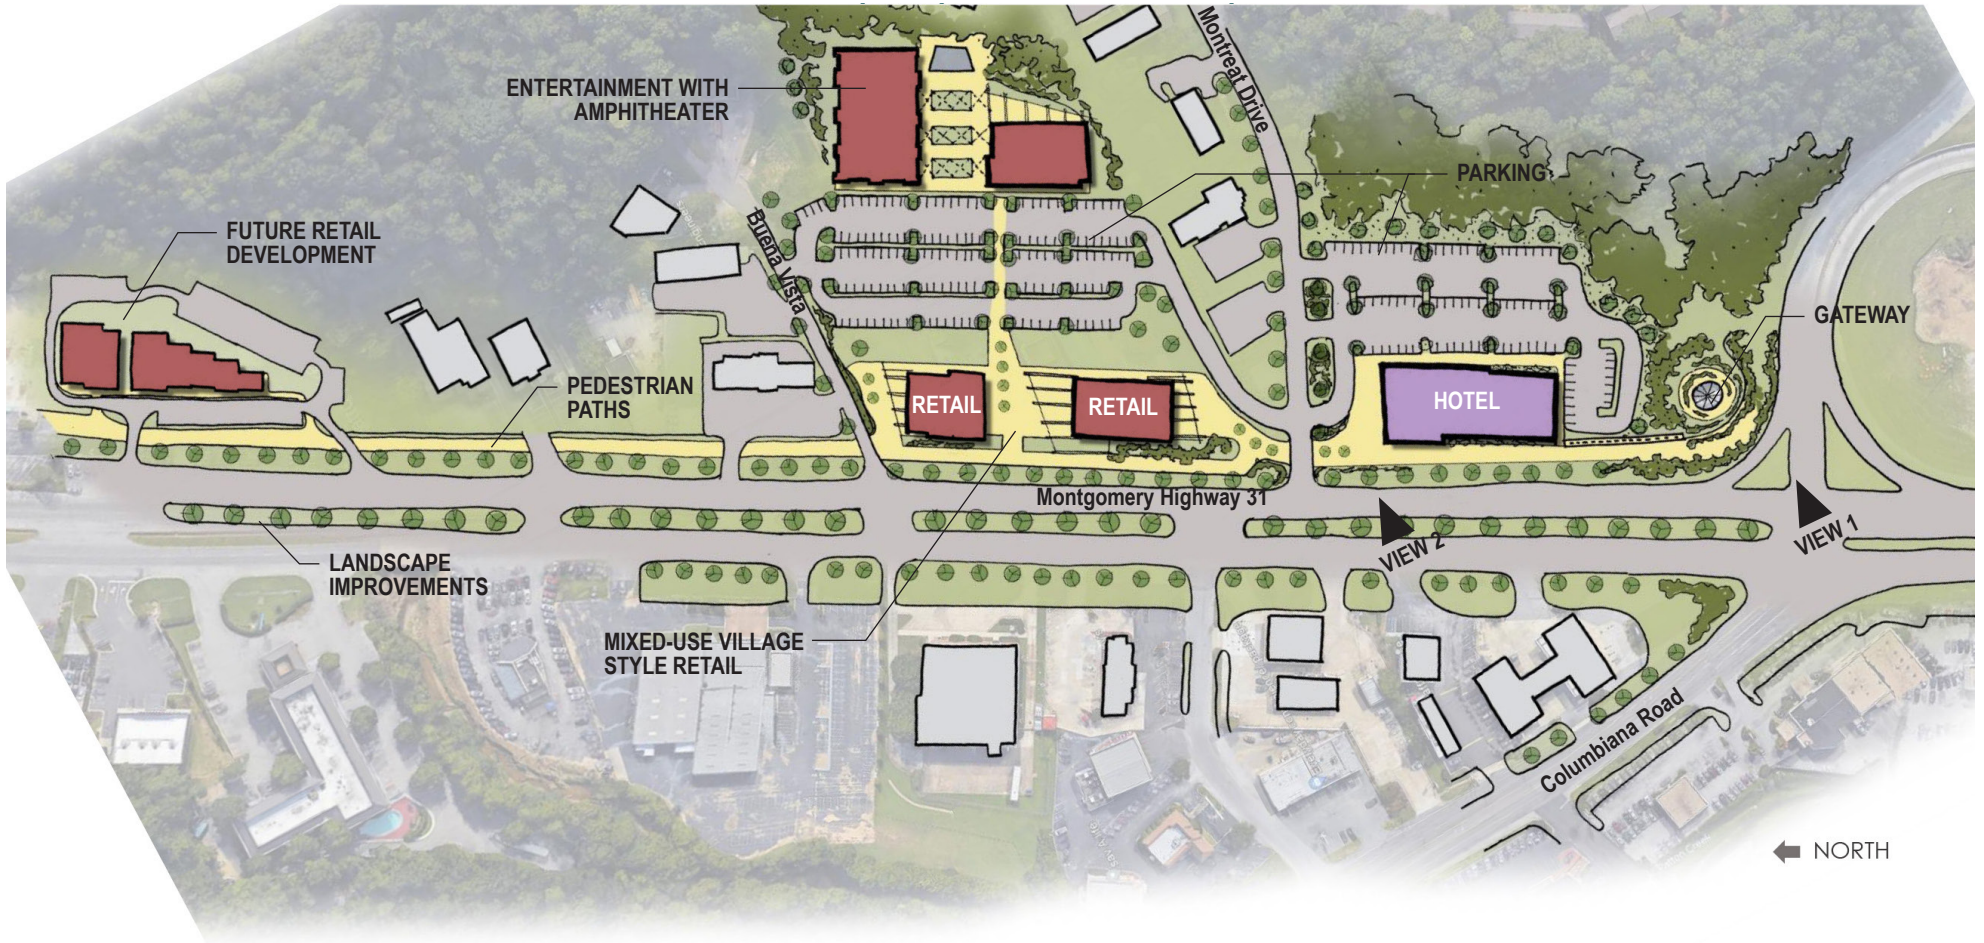 Montreat Drive
ENTERTAINMENT WITH
AMPHITHEATER
PARKING
FUTURE RETAIL
DEVELOPMENT
Buena Vista
GATEWAY
PEDESTRIAN
PATHS
RETAIL
RETAIL
HOTEL
Montgomery Highway 31
VIEW 2
VIEW 1
LANDSCAPE
IMPROVEMENTS
MIXED-USE VILLAGE
STYLE RETAIL
Columbiana Road
NORTH